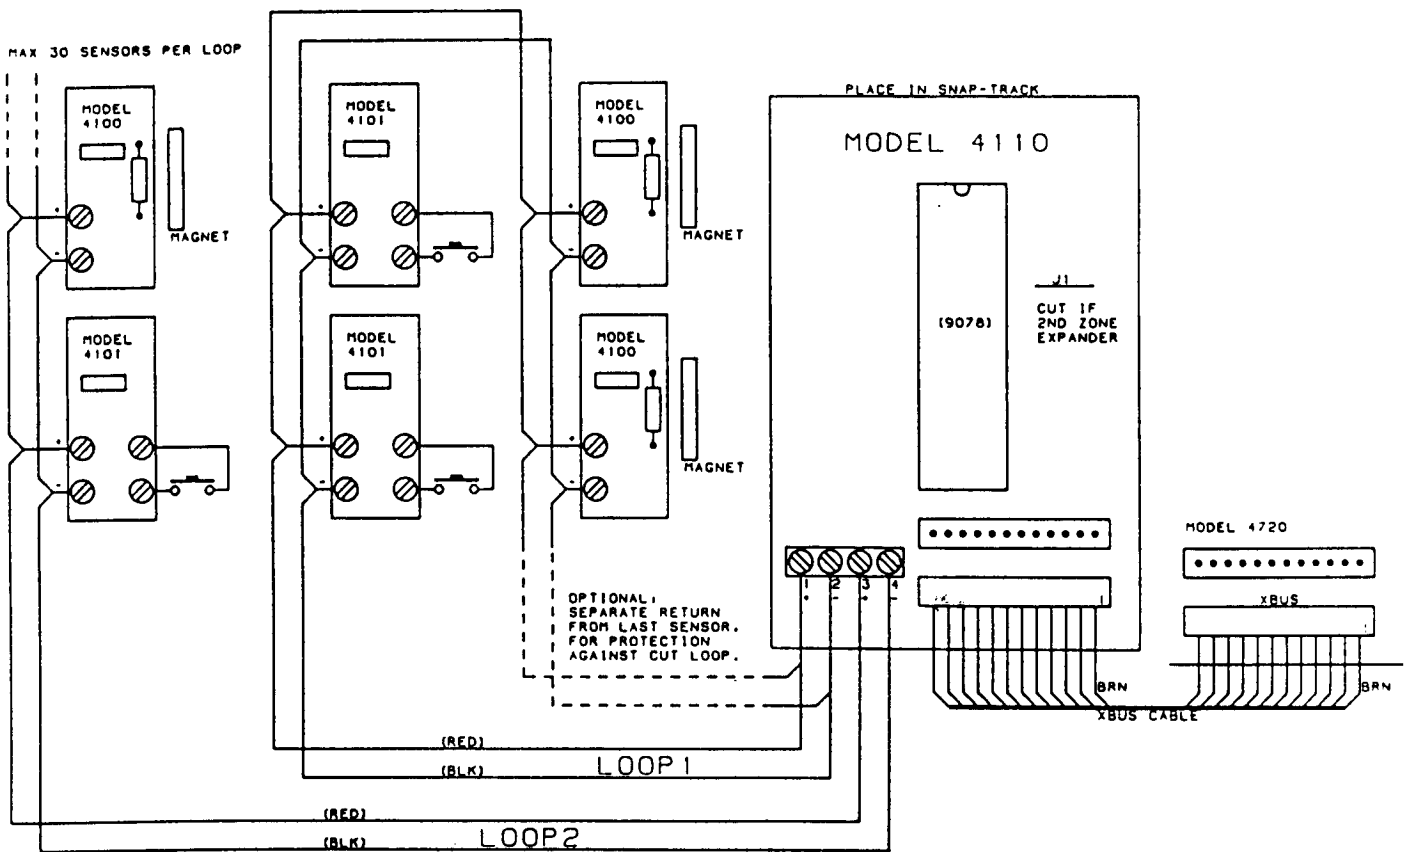 MAX 30 SENSORS PER LOOP
MODEL
4100
+
-
MAGNET
MODEL
4101
+
-
MODEL
4101
+
-
MODEL
4101
+
-
MODEL
4100
+
-
MAGNET
MODEL
4100
+
-
MAGNET
PLACE IN SNAP-TRACK
MODEL 4110
(9078)
J1
CUT IF
2ND ZONE
EXPANDER
1 2 3 4
+ - + -
MODEL 4720
XBUS
BRN
BRN
XBUS CABLE
OPTIONAL,
SEPARATE RETURN
FROM LAST SENSOR.
FOR PROTECTION
AGAINST CUT LOOP.
(RED)
(BLK)
LOOP1
(RED)
(BLK)
LOOP2